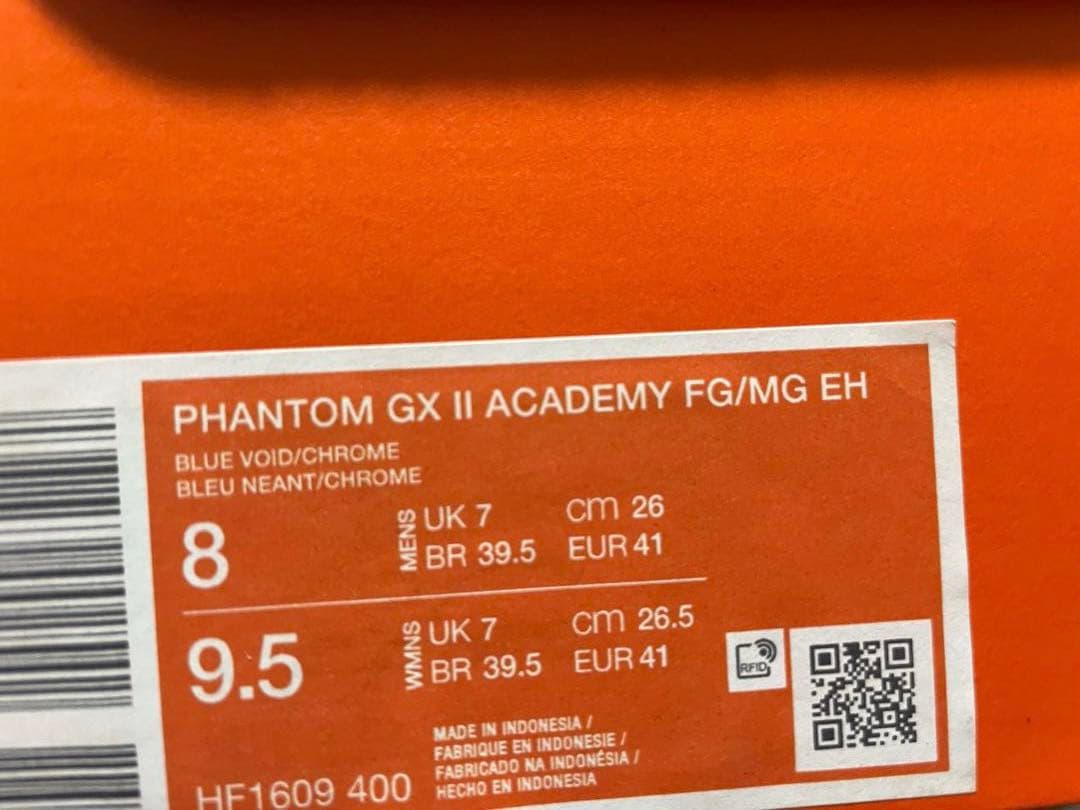 PHANTOM GX II ACADEMY FG/MG EH
BLUE VOID/CHROME
BLEU NEANT/CHROME
8 MENS UK 7 cm 26
BR 39.5 EUR 41
9.5 WMNS UK 7 cm 26.5
BR 39.5 EUR 41
RFID
MADE IN INDONESIA /
FABRIQUE EN INDONESIE /
FABRICADO NA INDONÉSIA /
HECHO EN INDONESIA
HF1609 400